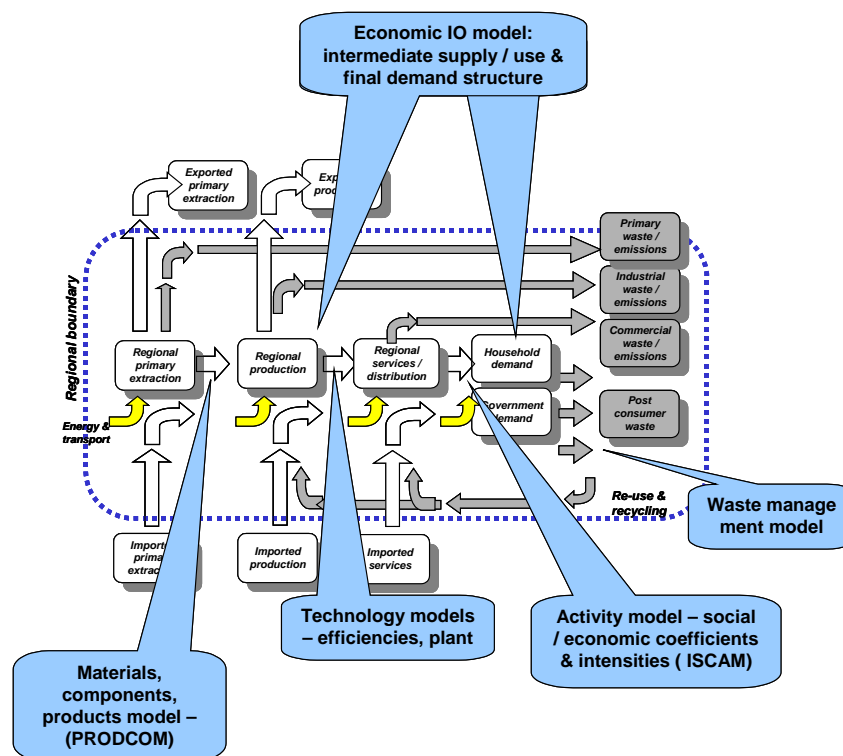 Economic IO model:
intermediate supply / use &
final demand structure
Exported
primary
extraction
Primary
waste /
emissions
Industrial
waste /
emissions
Commercial
waste/
emissions
Regional boundary
Regional
primary
extraction
Regional
production
Regional
services /
distribution
Household
demand
demand
Post
consumer
waste
Energy &
transport
Re-use &
recycling
Waste manage
ment model
Imported
Imported
production
Imported
services
Technology models
– efficiencies, plant
Activity model – social
/ economic coefficients
& intensities ( ISCAM)
Materials,
components,
products model –
(PRODCOM)